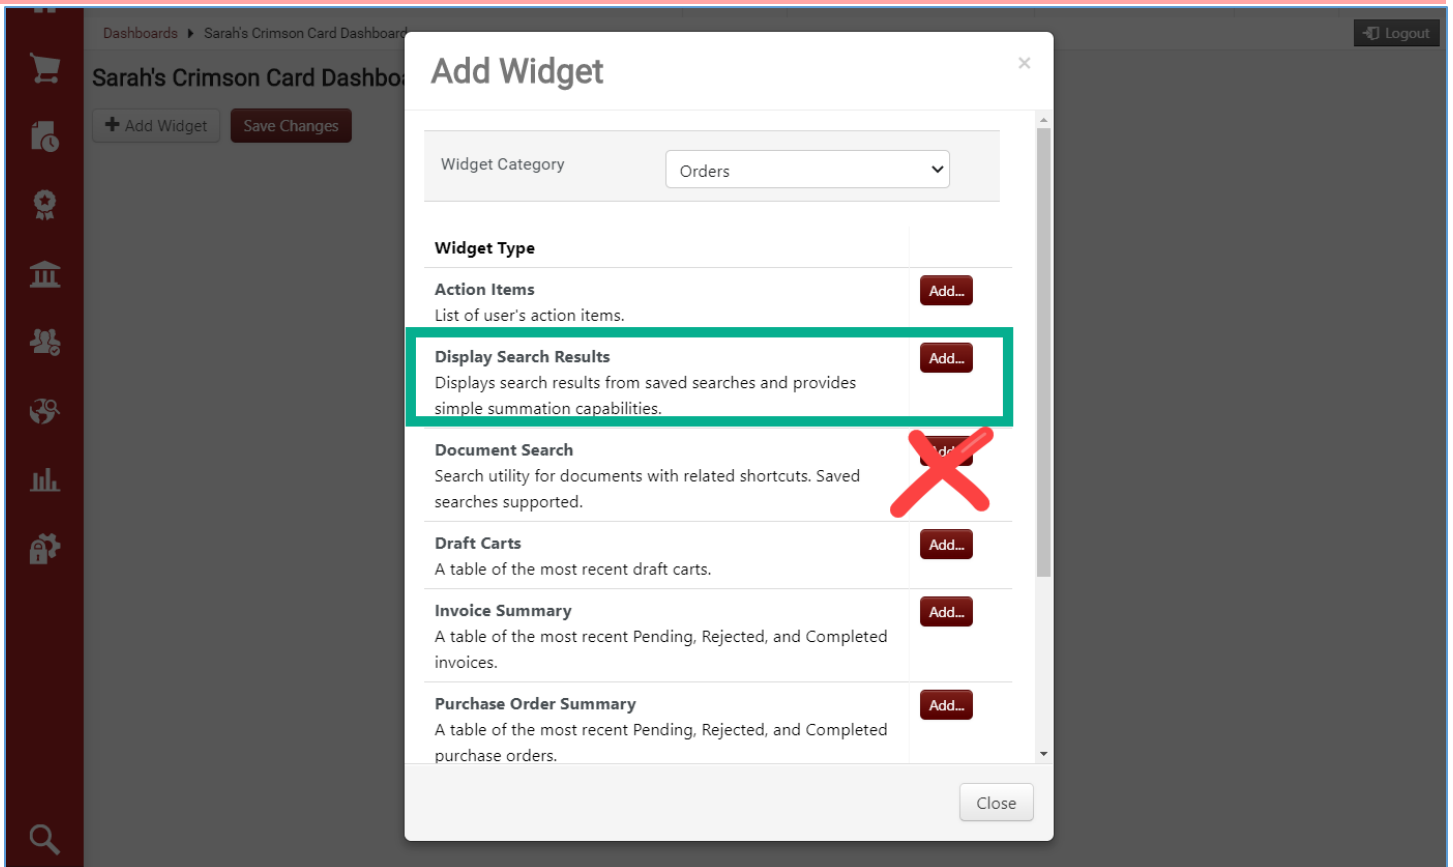 Dashboards Sarah's Crimson Card Dashboard
Logout
Sarah's Crimson Card Dashbo
Add Widget
Save Changes
Add Widget
×
Widget Category
Orders
Widget Type
Action Items
Add...
List of user's action items.
Display Search Results
Add...
Displays search results from saved searches and provides
simple summation capabilities.
Document Search
Search utility for documents with related shortcuts. Saved
searches supported.
Draft Carts
Add...
A table of the most recent draft carts.
Invoice Summary
Add...
A table of the most recent Pending, Rejected, and Completed
invoices.
Purchase Order Summary
Add...
A table of the most recent Pending, Rejected, and Completed
purchase orders.
Close